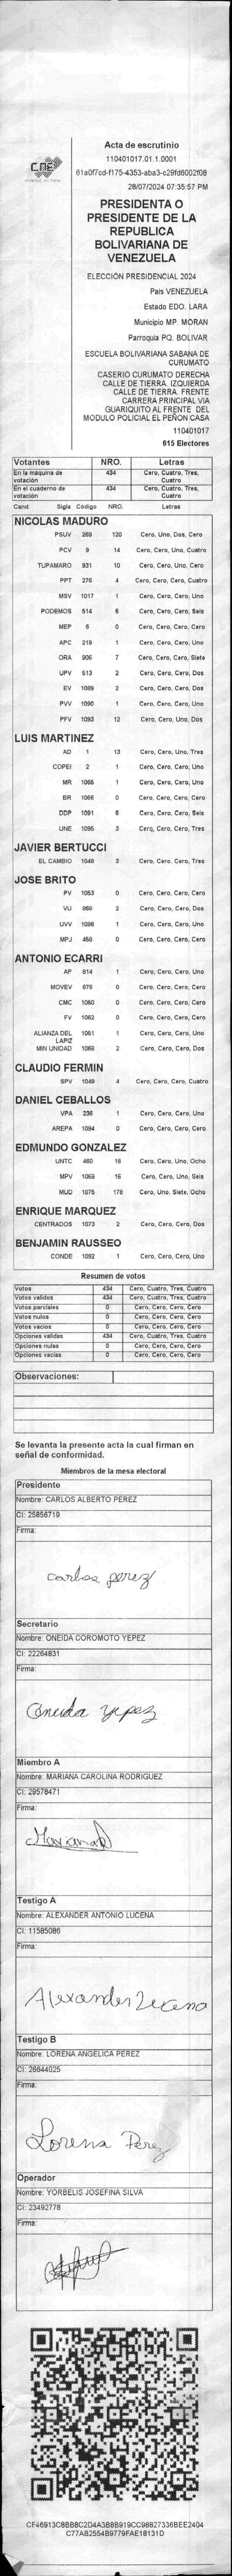 CNE
Acta de escrutinio
110401017.01.1.0001
61a0f7cd-f175-4353-aba3-c29fd6002f08
28/07/2024 07:35:57 PM
PRESIDENTA O
PRESIDENTE DE LA
REPUBLICA
BOLIVARIANA DE
VENEZUELA
ELECCIÓN PRESIDENCIAL 2024
Pais VENEZUELA
Estado EDO. LARA
Municipio MP. MORAN
Parroquia PQ. BOLIVAR
ESCUELA BOLIVARIANA SABANA DE
CURUMATO
CASERIO CURUMATO DERECHA
CALLE DE TIERRA. IZQUIERDA
CALLE DE TIERRA. FRENTE
CARRERA PRINCIPAL VIA
GUARIQUITO AL FRENTE DEL
MODULO POLICIAL EL PEÑON CASA
110401017
615 Electores
Votantes NRO. Letras
En la máquina de votación 434 Cero, Cuatro, Tres, Cuatro
En el cuaderno de votación 434 Cero, Cuatro, Tres, Cuatro
Cand. Sigla Código NRO. Letras
NICOLAS MADURO
PSUV 269 120 Cero, Uno, Dos, Cero
PCV 9 14 Cero, Cero, Uno, Cuatro
TUPAMARO 931 10 Cero, Cero, Uno, Cero
PPT 276 4 Cero, Cero, Cero, Cuatro
MSV 1017 1 Cero, Cero, Cero, Uno
PODEMOS 514 6 Cero, Cero, Cero, Seis
MEP 6 0 Cero, Cero, Cero, Cero
APC 219 1 Cero, Cero, Cero, Uno
ORA 906 7 Cero, Cero, Cero, Siete
UPV 513 2 Cero, Cero, Cero, Dos
EV 1089 2 Cero, Cero, Cero, Dos
PVV 1090 1 Cero, Cero, Cero, Uno
PFV 1093 12 Cero, Cero, Uno, Dos
LUIS MARTINEZ
AD 1 13 Cero, Cero, Uno, Tres
COPEI 2 1 Cero, Cero, Cero, Uno
MR 1065 1 Cero, Cero, Cero, Uno
BR 1066 0 Cero, Cero, Cero, Cero
DDP 1091 6 Cero, Cero, Cero, Seis
UNE 1095 3 Cero, Cero, Cero, Tres
JAVIER BERTUCCI
EL CAMBIO 1048 3 Cero, Cero, Cero, Tres
JOSE BRITO
PV 1053 0 Cero, Cero, Cero, Cero
VU 968 2 Cero, Cero, Cero, Dos
UVV 1096 1 Cero, Cero, Cero, Uno
MPJ 458 0 Cero, Cero, Cero, Cero
ANTONIO ECARRI
AP 814 1 Cero, Cero, Cero, Uno
MOVEV 879 0 Cero, Cero, Cero, Cero
CMC 1050 0 Cero, Cero, Cero, Cero
FV 1062 0 Cero, Cero, Cero, Cero
ALIANZA DEL LAPIZ 1051 1 Cero, Cero, Cero, Uno
MIN UNIDAD 1068 2 Cero, Cero, Cero, Dos
CLAUDIO FERMIN
SPV 1049 4 Cero, Cero, Cero, Cuatro
DANIEL CEBALLOS
VPA 236 1 Cero, Cero, Cero, Uno
AREPA 1094 0 Cero, Cero, Cero, Cero
EDMUNDO GONZALEZ
UNTC 460 18 Cero, Cero, Uno, Ocho
MPV 1069 16 Cero, Cero, Uno, Seis
MUD 1075 178 Cero, Uno, Siete, Ocho
ENRIQUE MARQUEZ
CENTRADOS 1073 2 Cero, Cero, Cero, Dos
BENJAMIN RAUSSEO
CONDE 1092 1 Cero, Cero, Cero, Uno
Resumen de votos
Votos 434 Cero, Cuatro, Tres, Cuatro
Votos validos 434 Cero, Cuatro, Tres, Cuatro
Votos parciales 0 Cero, Cero, Cero, Cero
Votos nulos 0 Cero, Cero, Cero, Cero
Votos vacios 0 Cero, Cero, Cero, Cero
Opciones validas 434 Cero, Cuatro, Tres, Cuatro
Opciones nulas 0 Cero, Cero, Cero, Cero
Opciones vacias 0 Cero, Cero, Cero, Cero
Observaciones:
Se levanta la presente acta la cual firman en
señal de conformidad.
Miembros de la mesa electoral
Presidente
Nombre: CARLOS ALBERTO PEREZ
CI: 25856719
Firma:
carlos perez
Secretario
Nombre: ONEIDA COROMOTO YEPEZ
CI: 22264831
Firma:
Oneida yepez
Miembro A
Nombre: MARIANA CAROLINA RODRIGUEZ
CI: 29578471
Firma:
Testigo A
Nombre: ALEXANDER ANTONIO LUCENA
CI: 11585086
Firma:
Alexander Lucena
Testigo B
Nombre: LORENA ANGELICA PEREZ
CI: 26644025
Firma:
Lorena Perez
Operador
Nombre: YORBELIS JOSEFINA SILVA
CI: 23492778
Firma:
CF46913C8BB8C2D4A3B8B919CC98827336BEE2404
C77AB2554B9779FAE18131D